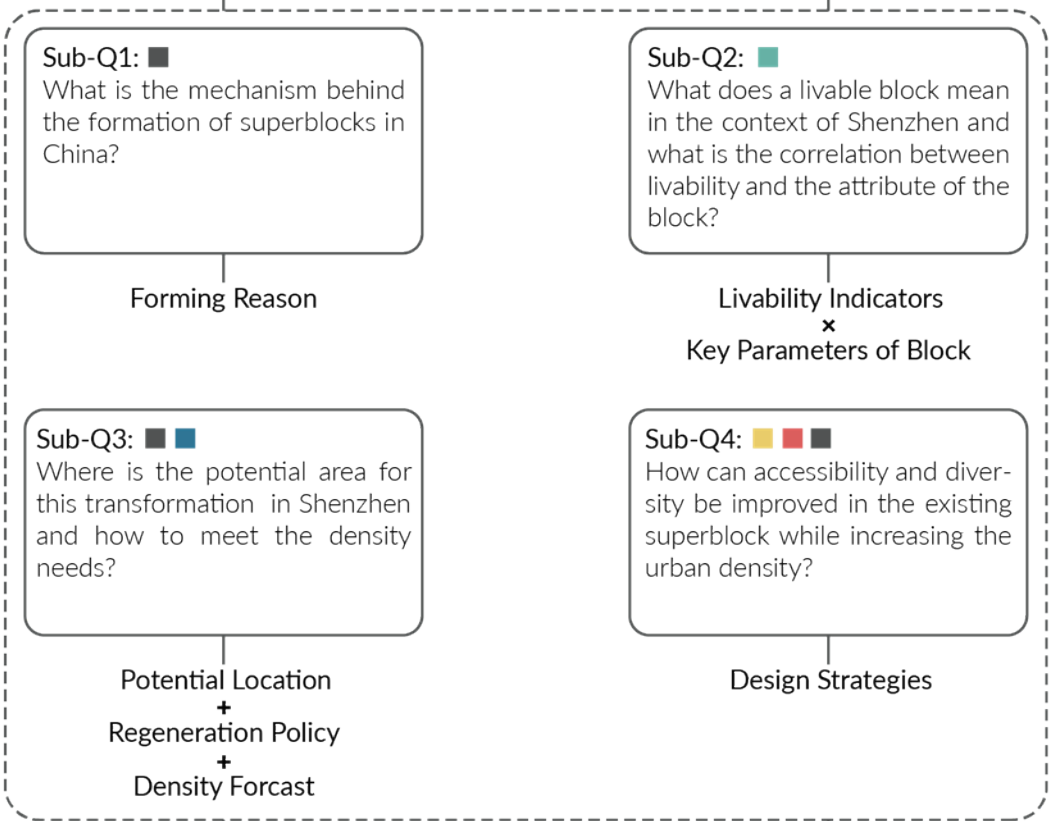 Sub-Q1:
What is the mechanism behind
the formation of superblocks in
China?
Forming Reason
Sub-Q2:
What does a livable block mean
in the context of Shenzhen and
what is the correlation between
livability and the attribute of the
block?
Livability Indicators
×
Key Parameters of Block
Sub-Q3:
Where is the potential area for
this transformation in Shenzhen
and how to meet the density
needs?
Potential Location
+
Regeneration Policy
+
Density Forcast
Sub-Q4:
How can accessibility and diver-
sity be improved in the existing
superblock while increasing the
urban density?
Design Strategies